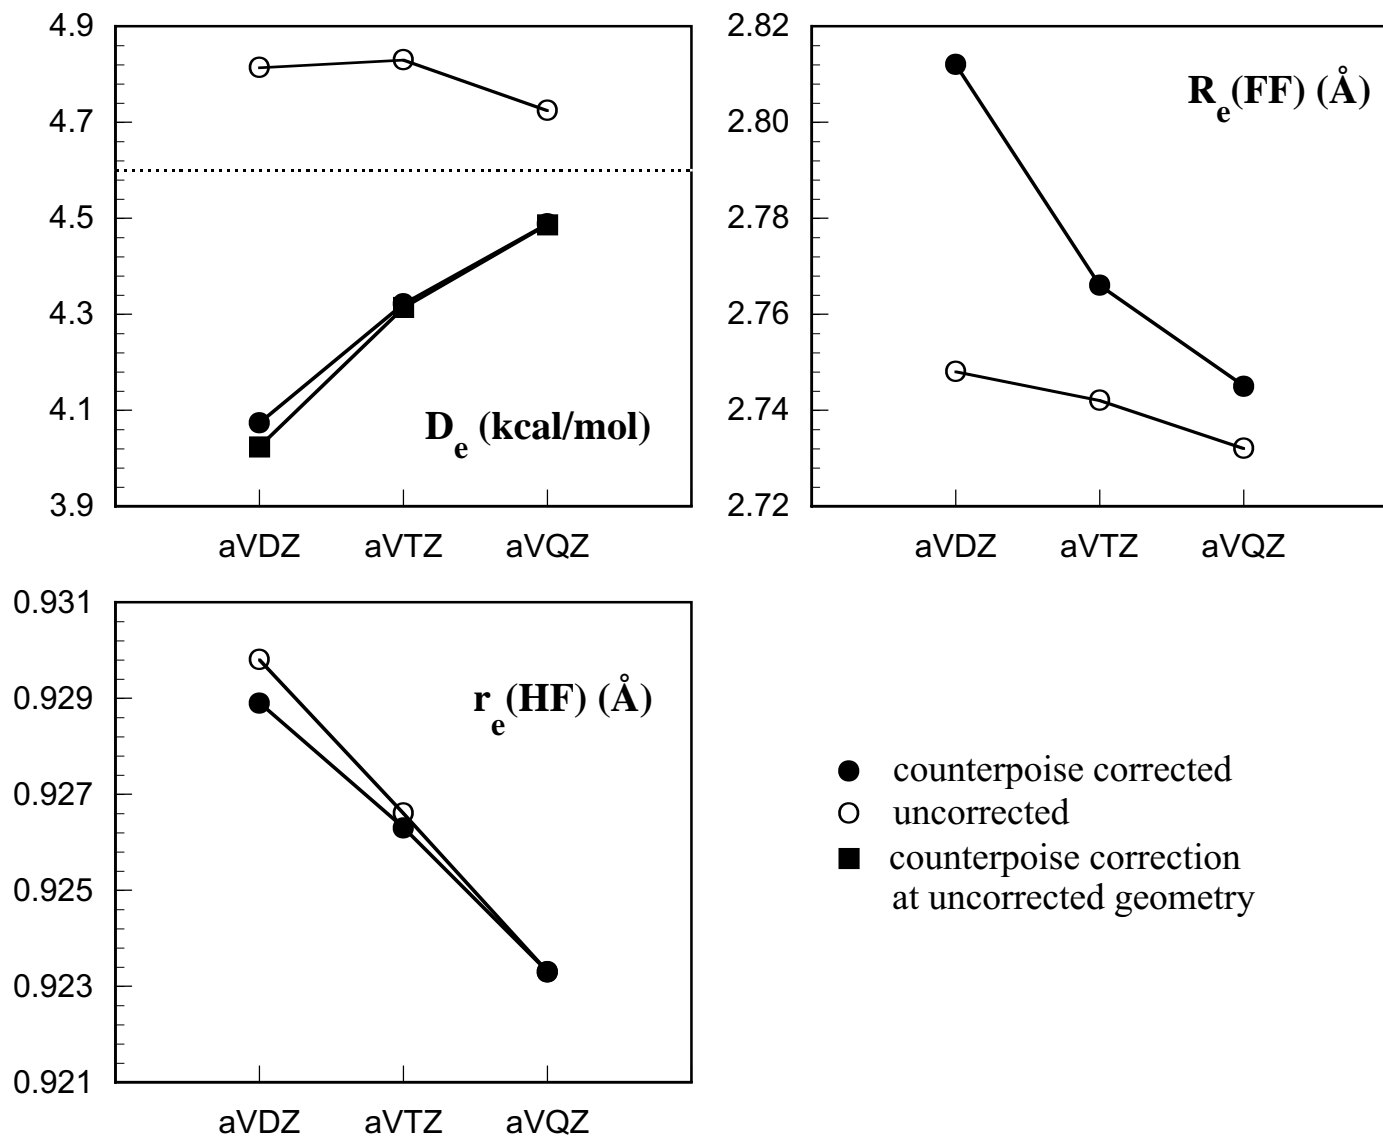 4.9
4.7
4.5
4.3
4.1
3.9
D_e (kcal/mol)
aVDZ aVTZ aVQZ
2.82
2.80
2.78
2.76
2.74
2.72
R_e(FF) (Å)
aVDZ aVTZ aVQZ
0.931
0.929
0.927
0.925
0.923
0.921
r_e(HF) (Å)
aVDZ aVTZ aVQZ
counterpoise corrected
uncorrected
counterpoise correction
at uncorrected geometry